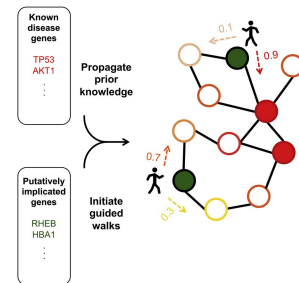 Known
disease
genes
TP53
AKT1
.
.
.
Propagate
prior
knowledge
Putatively
implicated
genes
RHEB
HBA1
.
.
.
Initiate
guided
walks
0.1
0.9
0.7
0.3